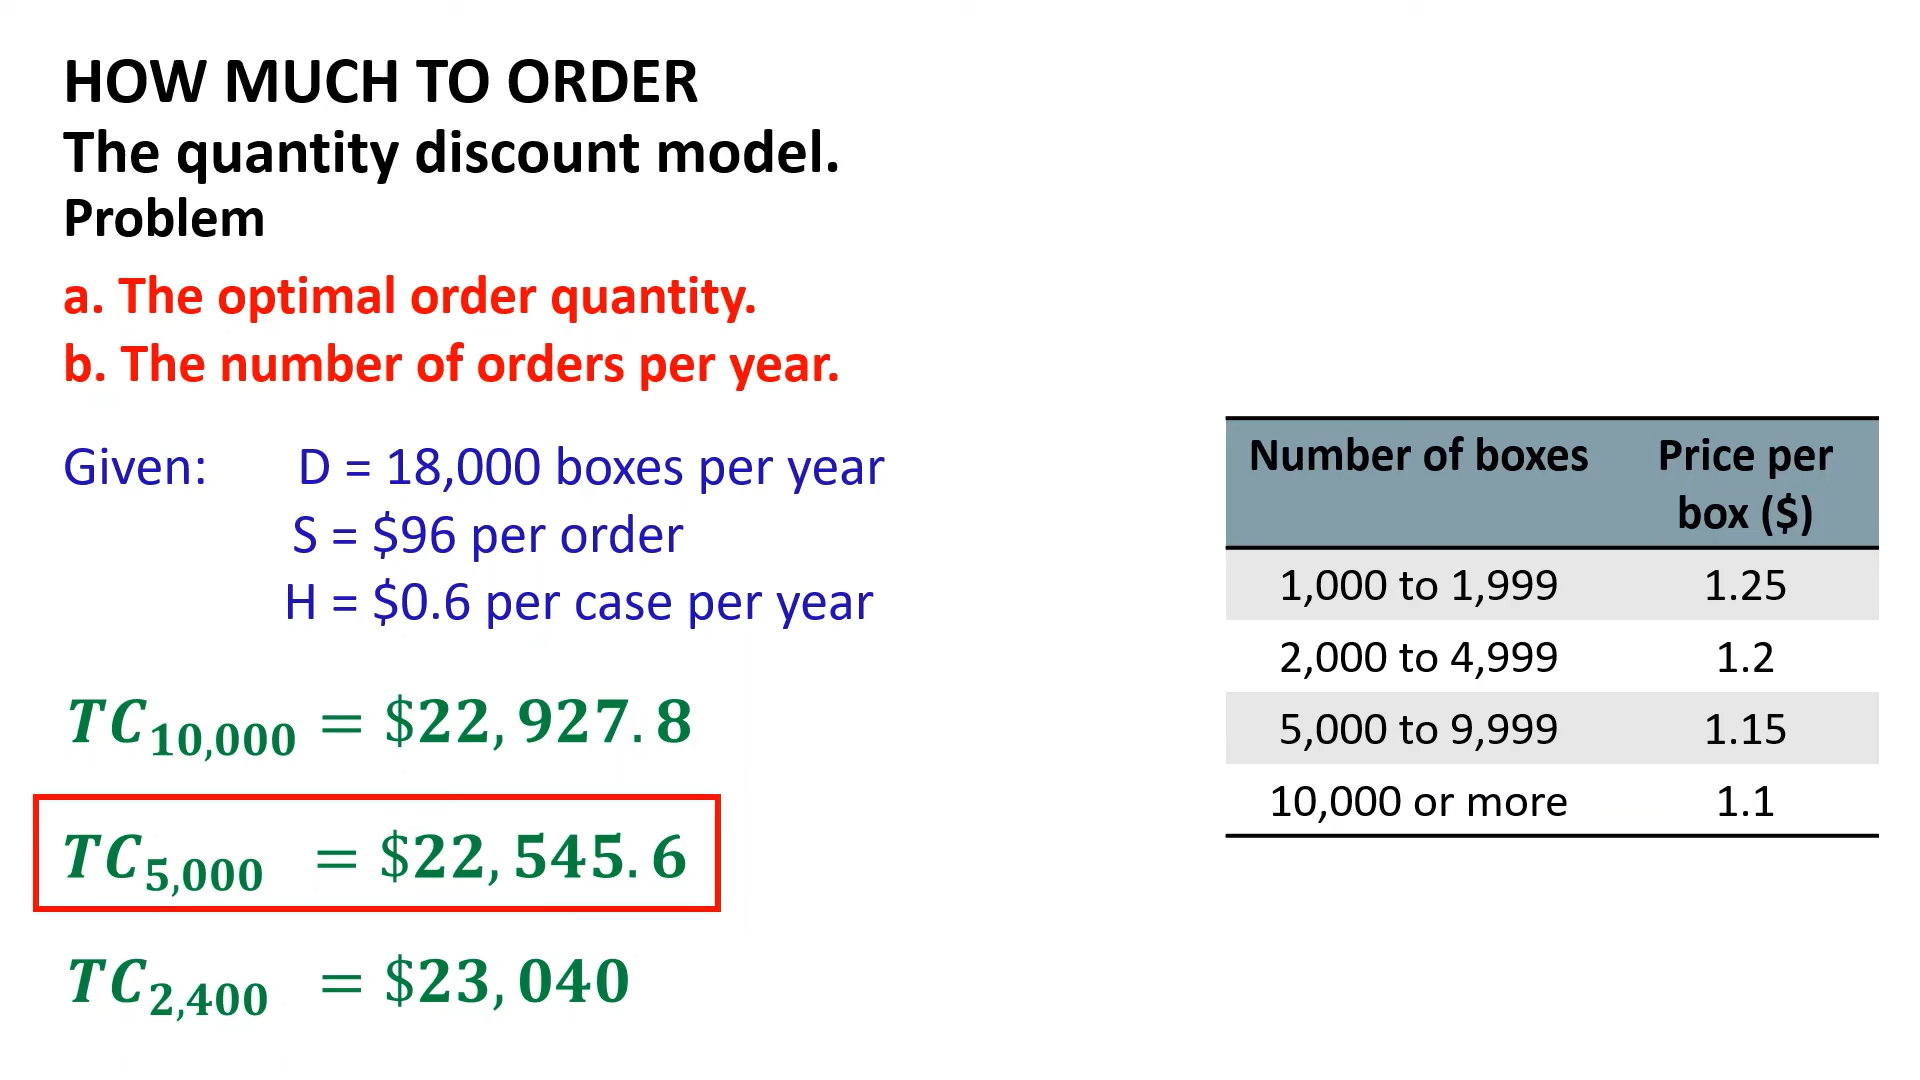 HOW MUCH TO ORDER
The quantity discount model.
Problem
a. The optimal order quantity.
b. The number of orders per year.
Given: D = 18,000 boxes per year
S = $96 per order
H = $0.6 per case per year
TC10,000 = $22,927.8
TC5,000 = $22,545.6
TC2,400 = $23,040
Number of boxes Price per
box ($)
1,000 to 1,999 1.25
2,000 to 4,999 1.2
5,000 to 9,999 1.15
10,000 or more 1.1